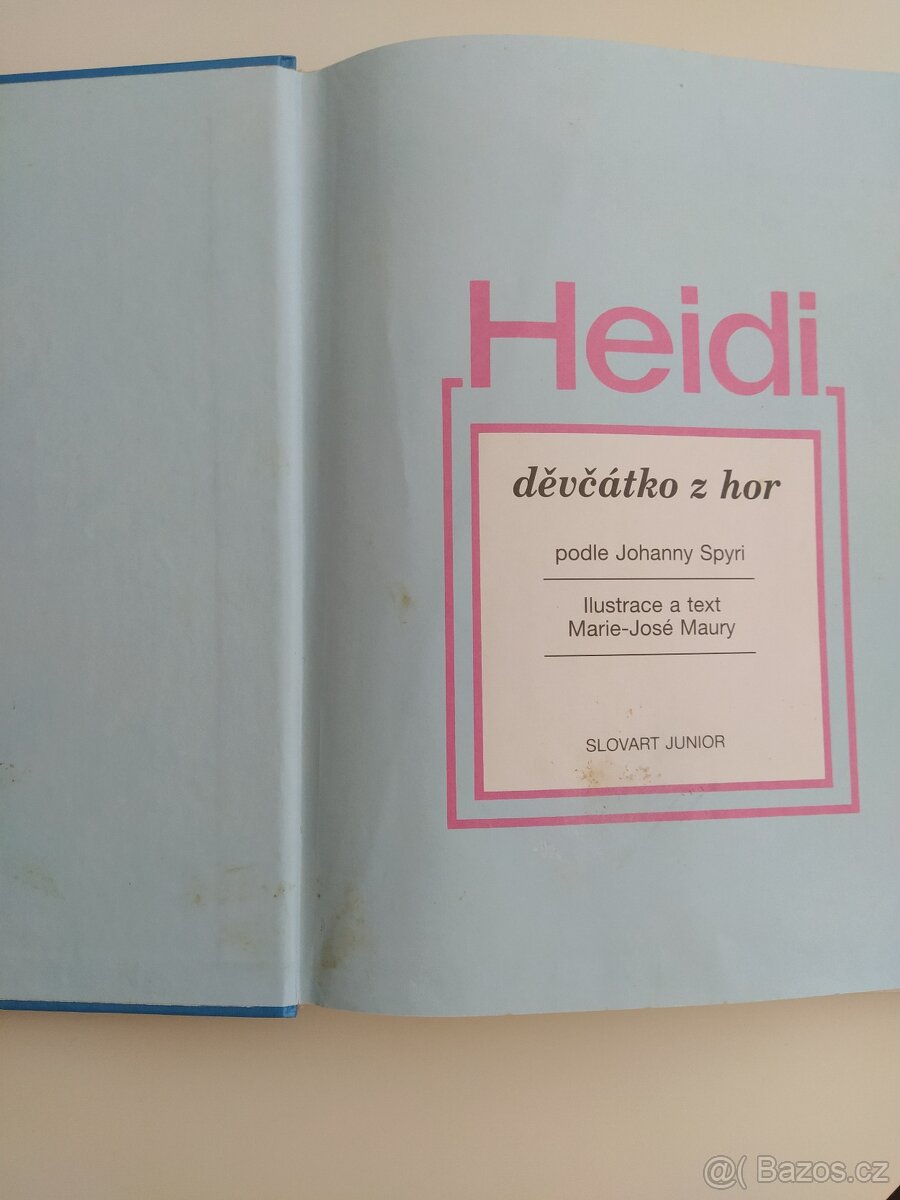 Heidi
děvčátko z hor
podle Johanny Spyri
Ilustrace a text
Marie-José Maury
SLOVART JUNIOR
@( Bazos.cz